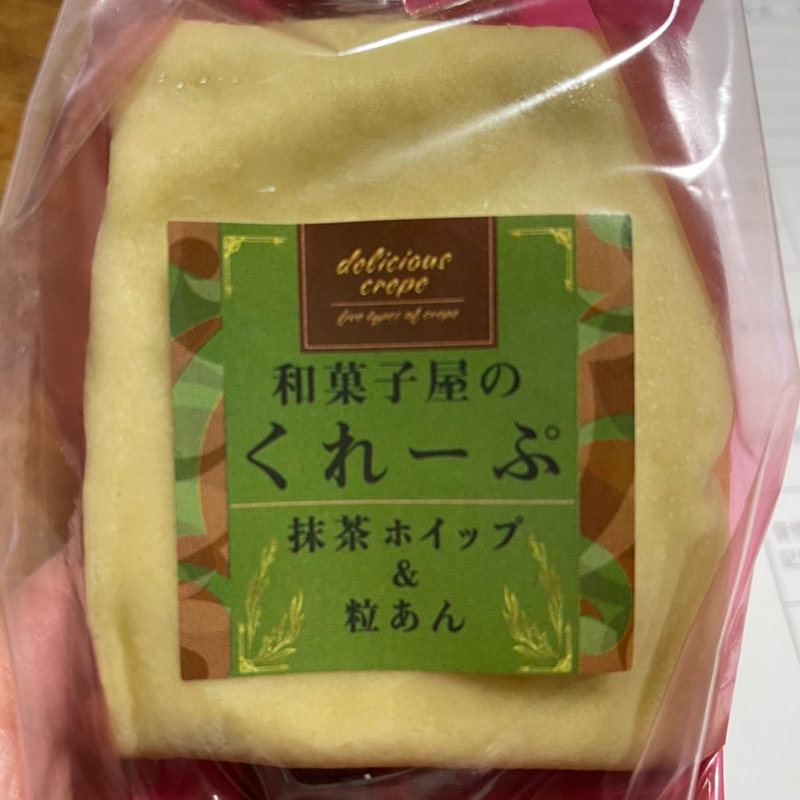 delicious
crepe
five types of crepe
和菓子屋の
くれーぷ
抹茶ホイップ
&
粒あん